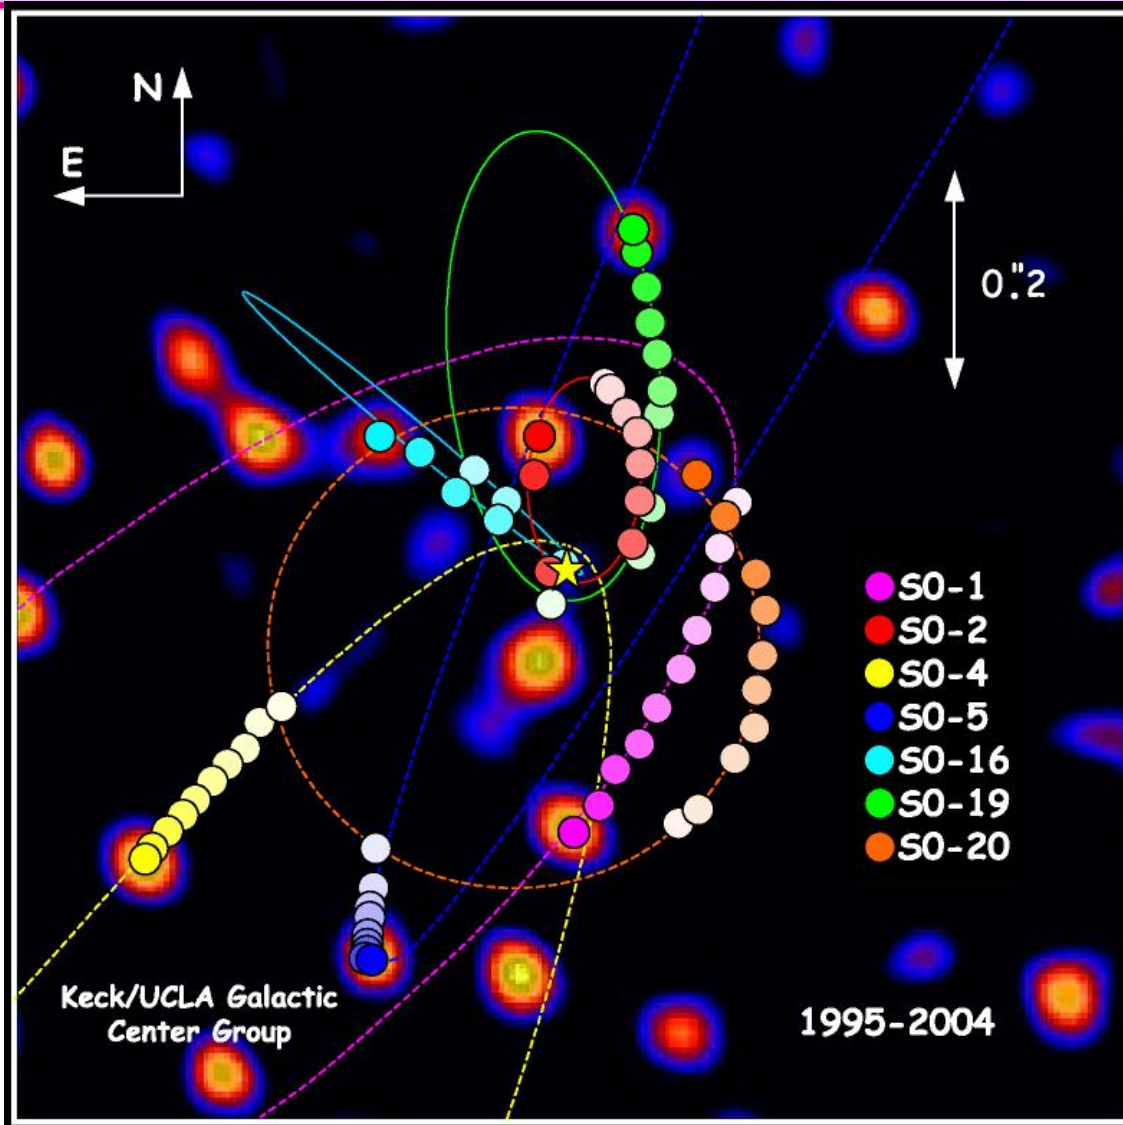 N
E
0."2
S0-1
S0-2
S0-4
S0-5
S0-16
S0-19
S0-20
Keck/UCLA Galactic
Center Group
1995-2004